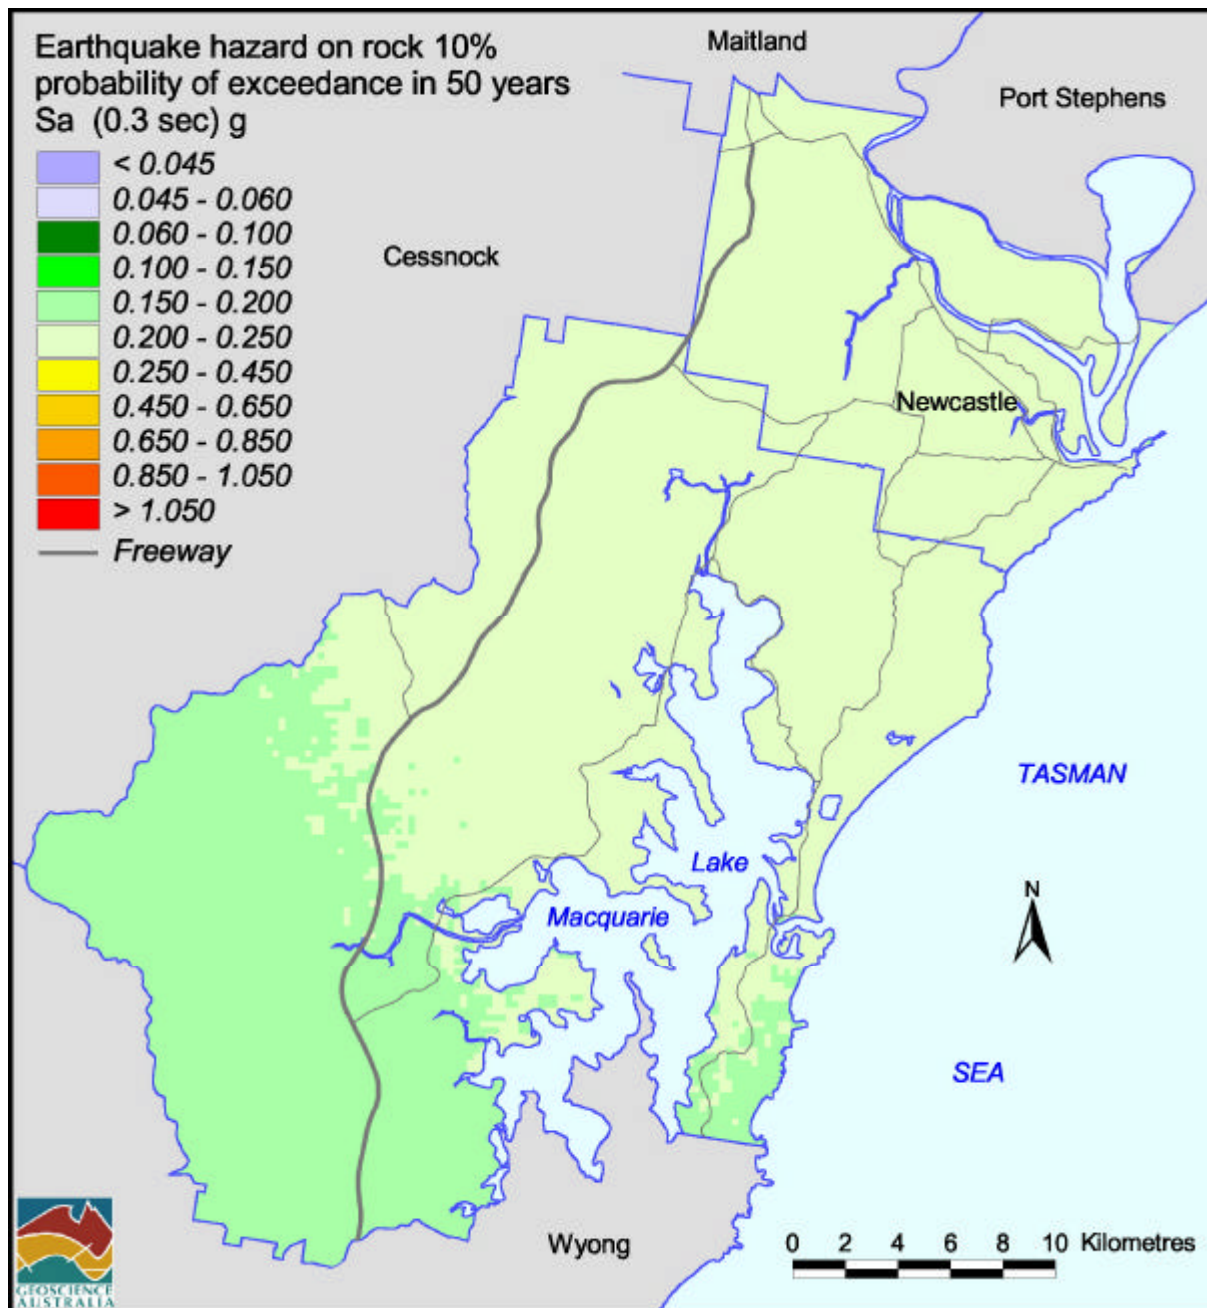 Earthquake hazard on rock 10%
probability of exceedance in 50 years
Sa (0.3 sec) g
< 0.045
0.045 - 0.060
0.060 - 0.100
0.100 - 0.150
0.150 - 0.200
0.200 - 0.250
0.250 - 0.450
0.450 - 0.650
0.650 - 0.850
0.850 - 1.050
> 1.050
Freeway
Maitland
Port Stephens
Cessnock
Newcastle
TASMAN
Lake
Macquarie
N
SEA
Wyong
0 2 4 6 8 10 Kilometres
GEOSCIENCE
AUSTRALIA